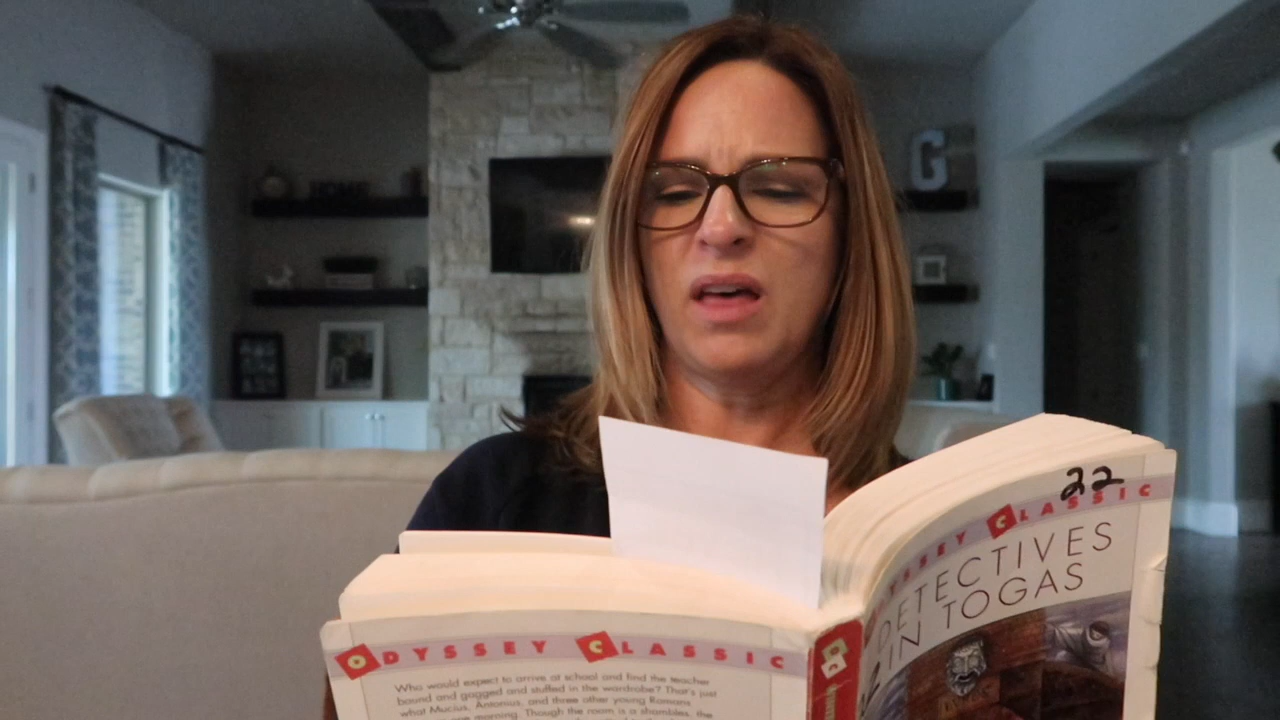 G
22
ODYSSEY CLASSIC
DETECTIVES
IN TOGAS
ODYSSEY CLASSIC
Who would expect to arrive at school and find the teacher
bound and gagged and stuffed in the wardrobe? That's just
what Mucius, Antonius, and three other young Romans
morning. Though the room is a shambles, the